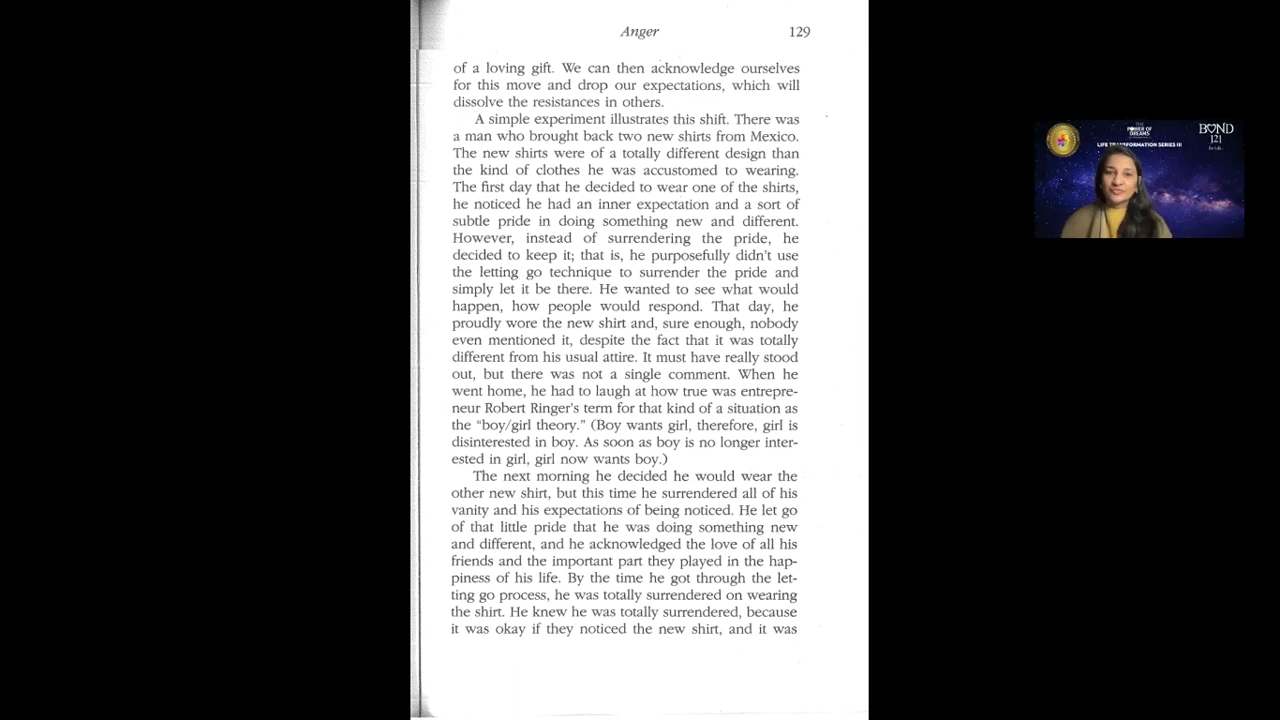 Anger 129
of a loving gift. We can then acknowledge ourselves
for this move and drop our expectations, which will
dissolve the resistances in others.
A simple experiment illustrates this shift. There was
a man who brought back two new shirts from Mexico.
The new shirts were of a totally different design than
the kind of clothes he was accustomed to wearing.
The first day that he decided to wear one of the shirts,
he noticed he had an inner expectation and a sort of
subtle pride in doing something new and different.
However, instead of surrendering the pride, he
decided to keep it; that is, he purposefully didn't use
the letting go technique to surrender the pride and
simply let it be there. He wanted to see what would
happen, how people would respond. That day, he
proudly wore the new shirt and, sure enough, nobody
even mentioned it, despite the fact that it was totally
different from his usual attire. It must have really stood
out, but there was not a single comment. When he
went home, he had to laugh at how true was entrepre-
neur Robert Ringer's term for that kind of a situation as
the “boy/girl theory.” (Boy wants girl, therefore, girl is
disinterested in boy. As soon as boy is no longer inter-
ested in girl, girl now wants boy.)
The next morning he decided he would wear the
other new shirt, but this time he surrendered all of his
vanity and his expectations of being noticed. He let go
of that little pride that he was doing something new
and different, and he acknowledged the love of all his
friends and the important part they played in the hap-
piness of his life. By the time he got through the let-
ting go process, he was totally surrendered on wearing
the shirt. He knew he was totally surrendered, because
it was okay if they noticed the new shirt, and it was
THE
POWER OF
DREAMS
LIFE TRANSFORMATION SERIES III
BOND
121